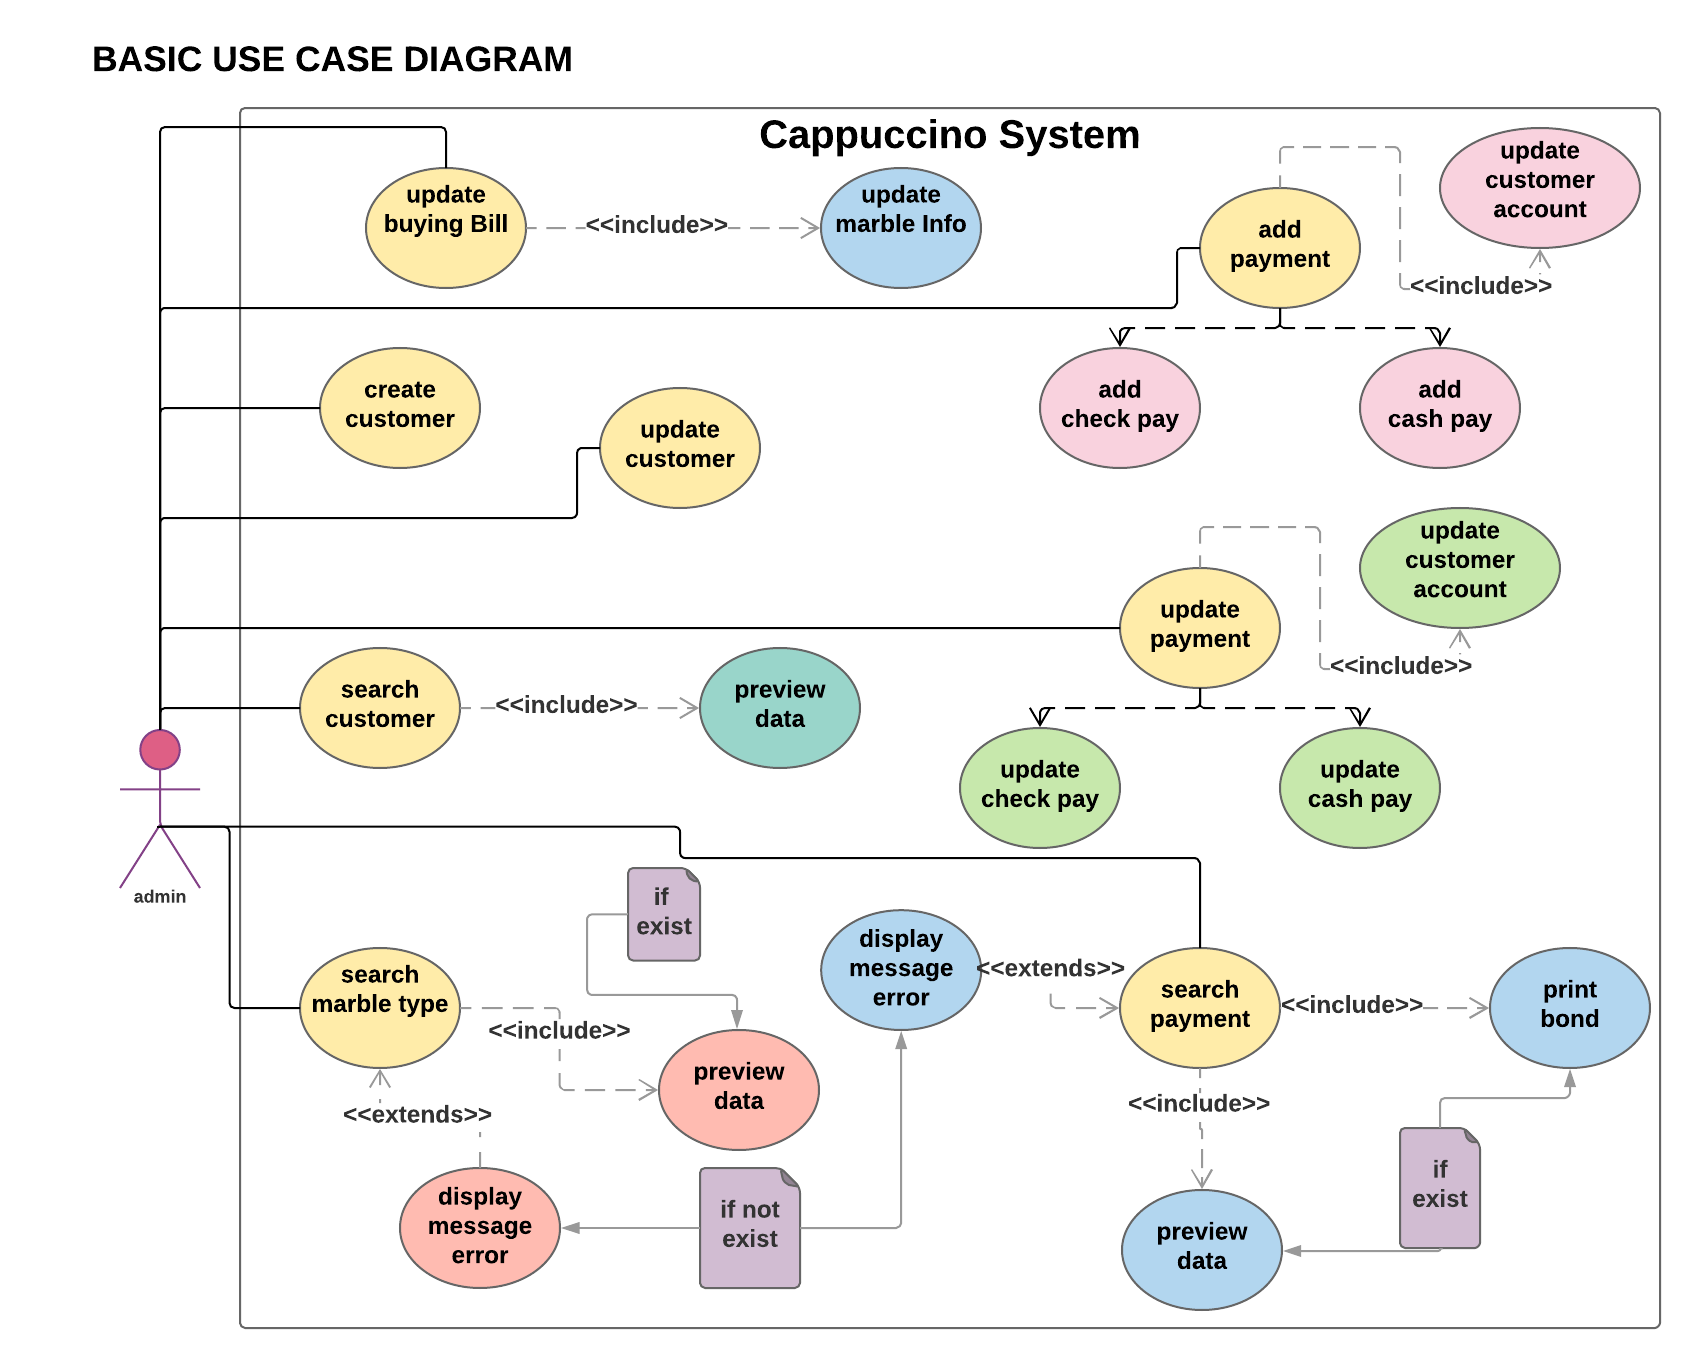 BASIC USE CASE DIAGRAM
Cappuccino System
update
buying Bill
<<include>>
update
marble Info
add
payment
update
customer
account
<<include>>
create
customer
update
customer
add
check pay
add
cash pay
update
payment
update
customer
account
<<include>>
search
customer
<<include>>
preview
data
update
check pay
update
cash pay
admin
if
exist
search
marble type
<<include>>
preview
data
<<extends>>
display
message
error
if not
exist
display
message
error
<<extends>>
search
payment
<<include>>
print
bond
<<include>>
if
exist
preview
data